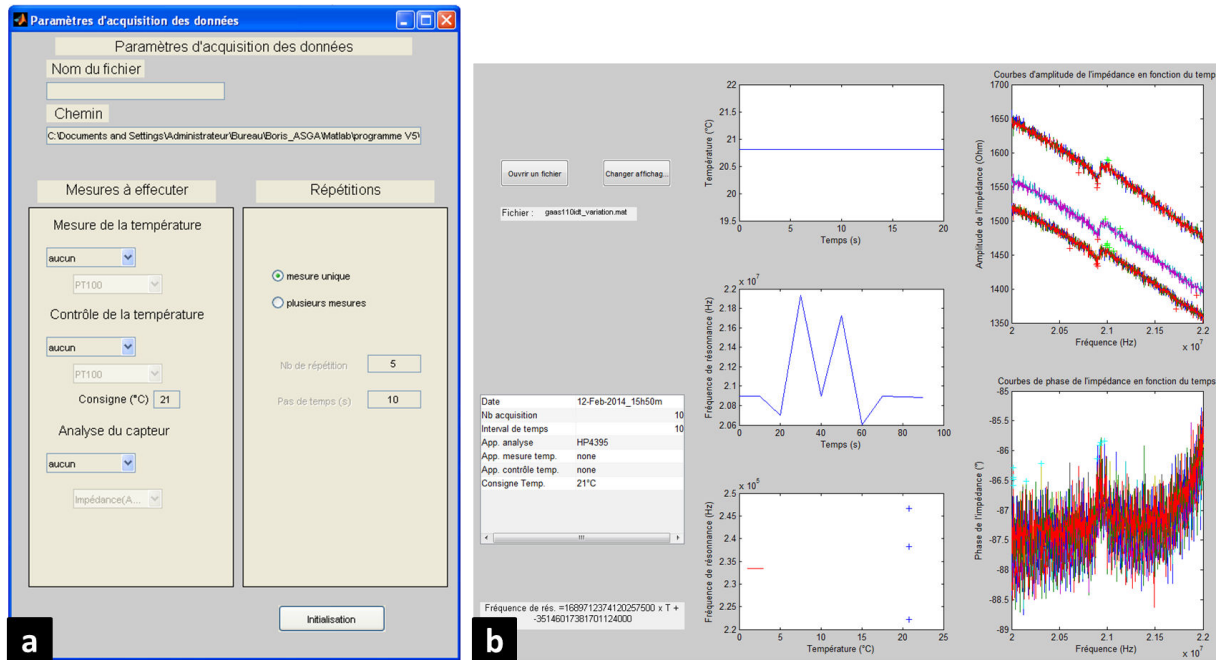 Paramètres d'acquisition des données
Paramètres d'acquisition des données
Nom du fichier
Chemin
C:\Documents and Settings\Administrateur\Bureau\Boris_ASGA\Matlab\programme V5\
Mesures à effecuter
Répétitions
Mesure de la température
aucun
PT100
Contrôle de la température
aucun
PT100
Consigne (°C) 21
Analyse du capteur
aucun
Impédance(A...
mesure unique
plusieurs mesures
Nb de répétition 5
Pas de temps (s) 10
Initialisation
a
Ouvrir un fichier
Changer affichag...
Fichier : gaas110idt_variation.mat
Date 12-Feb-2014_15h50m
Nb acquisition 10
Interval de temps 10
App. analyse HP4395
App. mesure temp. none
App. contrôle temp. none
Consigne Temp. 21°C
Fréquence de rés. =1689712374120257500 x T +
-35146017381701124000
b
22
21.5
21
20.5
20
19.5
Température (°C)
0 5 10 15 20
Temps (s)
x 10^7
2.2
2.18
2.16
2.14
2.12
2.1
2.08
2.06
Fréquence de résonnance (Hz)
0 20 40 60 80 100
Temps (s)
x 10^5
2.5
2.45
2.4
2.35
2.3
2.25
2.2
Fréquence de résonnance (Hz)
0 5 10 15 20 25
Température (°C)
Courbes d'amplitude de l'impédance en fonction du temp
1700
1650
1600
1550
1500
1450
1400
1350
Amplitude de l'impédance (Ohm)
2 2.05 2.1 2.15 2.2
Fréquence (Hz)
x 10^7
Courbes de phase de l'impédance en fonction du temps
-85
-85.5
-86
-86.5
-87
-87.5
-88
-88.5
-89
Phase de l'impédance (°)
2 2.05 2.1 2.15 2.2
Fréquence (Hz)
x 10^7